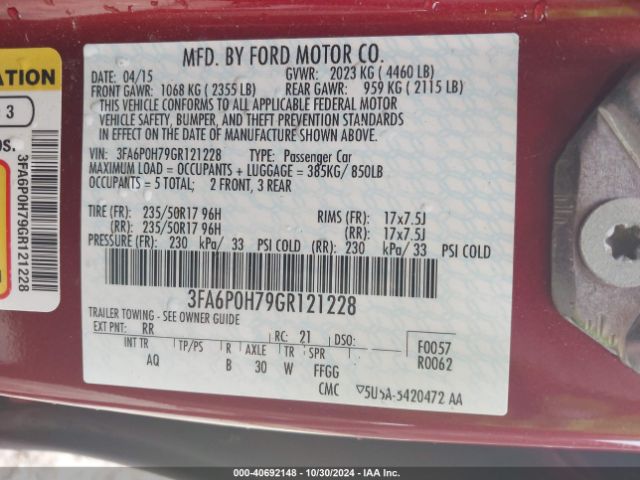 ATION
3
os.
3FA6P0H79GR121228
MFD. BY FORD MOTOR CO.
DATE: 04/15 GVWR: 2023 KG ( 4460 LB)
FRONT GAWR: 1068 KG ( 2355 LB) REAR GAWR: 959 KG ( 2115 LB)
THIS VEHICLE CONFORMS TO ALL APPLICABLE FEDERAL MOTOR
VEHICLE SAFETY, BUMPER, AND THEFT PREVENTION STANDARDS
IN EFFECT ON THE DATE OF MANUFACTURE SHOWN ABOVE.
VIN: 3FA6P0H79GR121228 TYPE: Passenger Car
MAXIMUM LOAD = OCCUPANTS + LUGGAGE = 385KG/ 850LB
OCCUPANTS = 5 TOTAL; 2 FRONT, 3 REAR
TIRE (FR): 235/50R17 96H RIMS (FR): 17x7.5J
(RR): 235/50R17 96H (RR): 17x7.5J
PRESSURE (FR): 230 kPa/ 33 PSI COLD (RR): 230 kPa/ 33 PSI COLD
3FA6P0H79GR121228
TRAILER TOWING - SEE OWNER GUIDE
EXT PNT: RR RC: 21 DSO: F0057
INT TR TP/PS R AXLE TR SPR R0062
AQ B 30 W FFGG
CMC ▽5U5A-5420472 AA
00-40692148 - 10/30/2024 - IAA Inc.